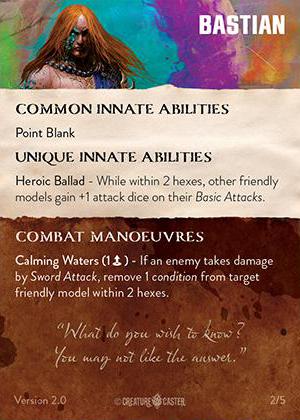 BASTIAN
COMMON INNATE ABILITIES
Point Blank
UNIQUE INNATE ABILITIES
Heroic Ballad - While within 2 hexes, other friendly
models gain +1 attack dice on their Basic Attacks.
COMBAT MANOEUVRES
Calming Waters (1) - If an enemy takes damage
by Sword Attack, remove 1 condition from target
friendly model within 2 hexes.
"What do you wish to know?
You may not like the answer."
Version 2.0 © CREATURE CASTER 2/5